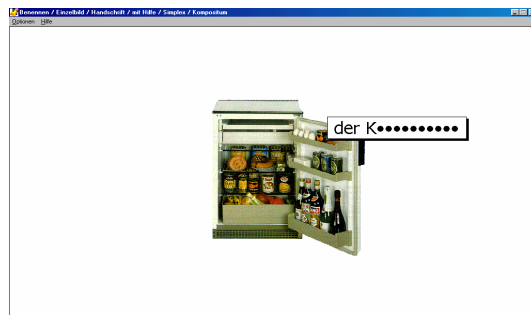 Benennen / Einzelbild / Handschrift / mit Hilfe / Simplex / Kompositum
Optionen Hilfe
der K••••••••••